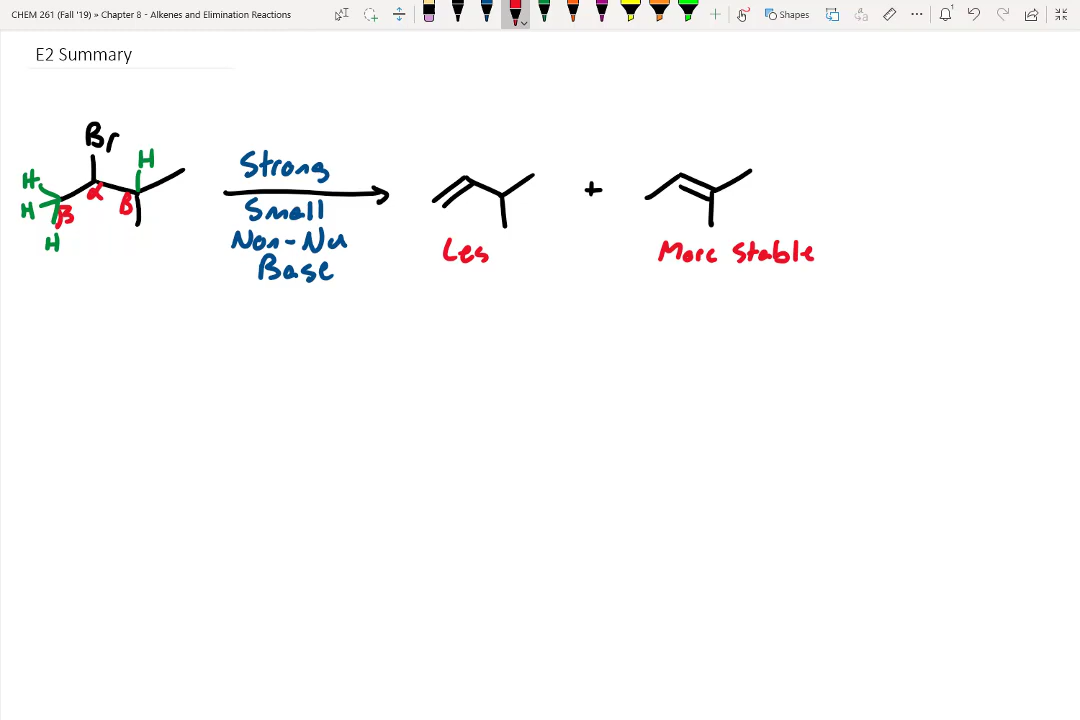 CHEM 261 (Fall '19) » Chapter 8 - Alkenes and Elimination Reactions
Shapes
E2 Summary
Br
H
H
H
H
α
β
β
Strong
Small
Non-Nu
Base
+
Les
More Stable